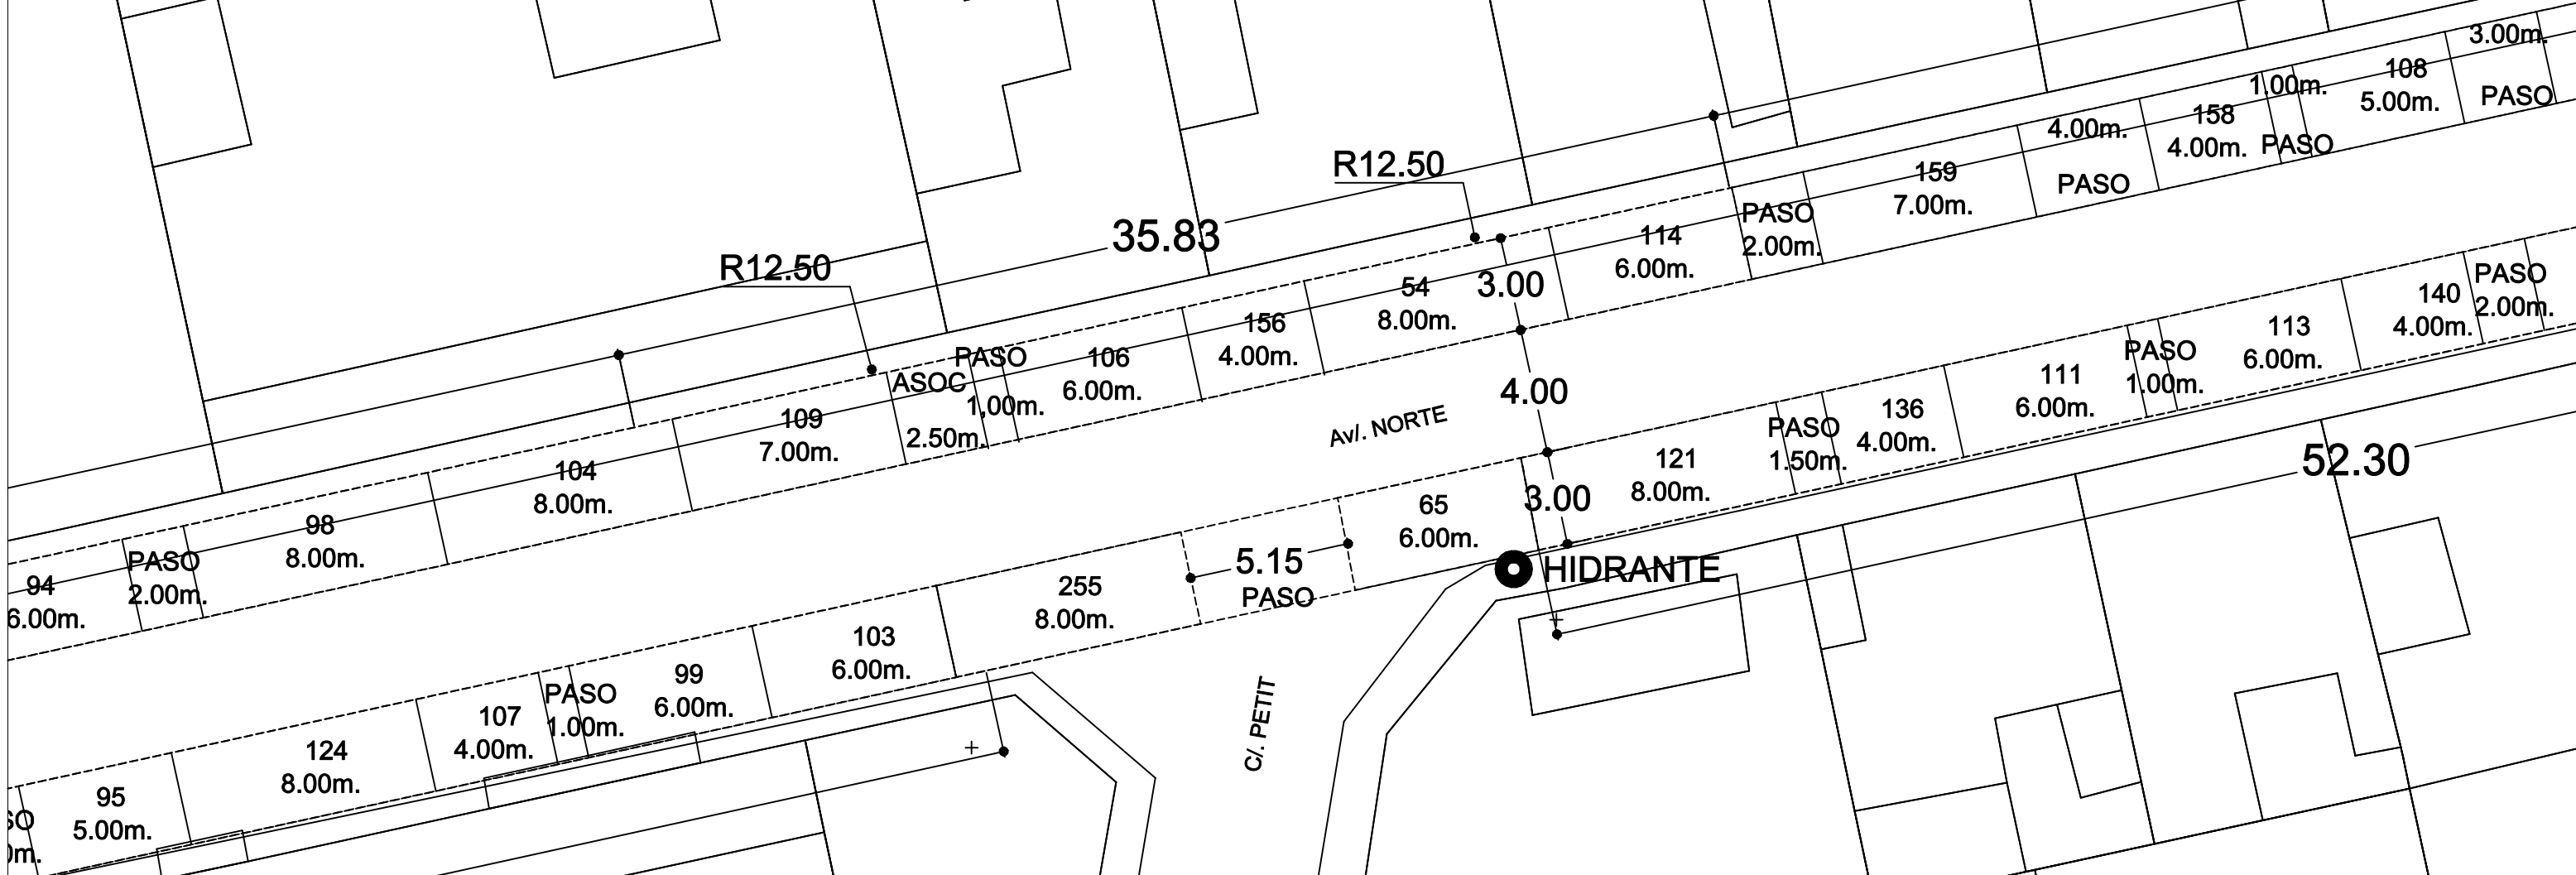 3.00m.
PASO
108
5.00m.
1.00m.
PASO
158
4.00m.
4.00m.
PASO
159
7.00m.
PASO
2.00m.
114
6.00m.
R12.50
3.00
54
8.00m.
35.83
156
4.00m.
R12.50
106
6.00m.
PASO
1,00m.
ASOC
2.50m.
109
7.00m.
104
8.00m.
98
8.00m.
PASO
2.00m.
94
6.00m.
4.00
Av/. NORTE
PASO
2.00m.
140
4.00m.
113
6.00m.
PASO
1.00m.
111
6.00m.
136
4.00m.
PASO
1.50m.
121
8.00m.
3.00
52.30
65
6.00m.
HIDRANTE
5.15
PASO
255
8.00m.
103
6.00m.
99
6.00m.
PASO
1.00m.
107
4.00m.
124
8.00m.
95
5.00m.
SO
0m.
C/. PETIT